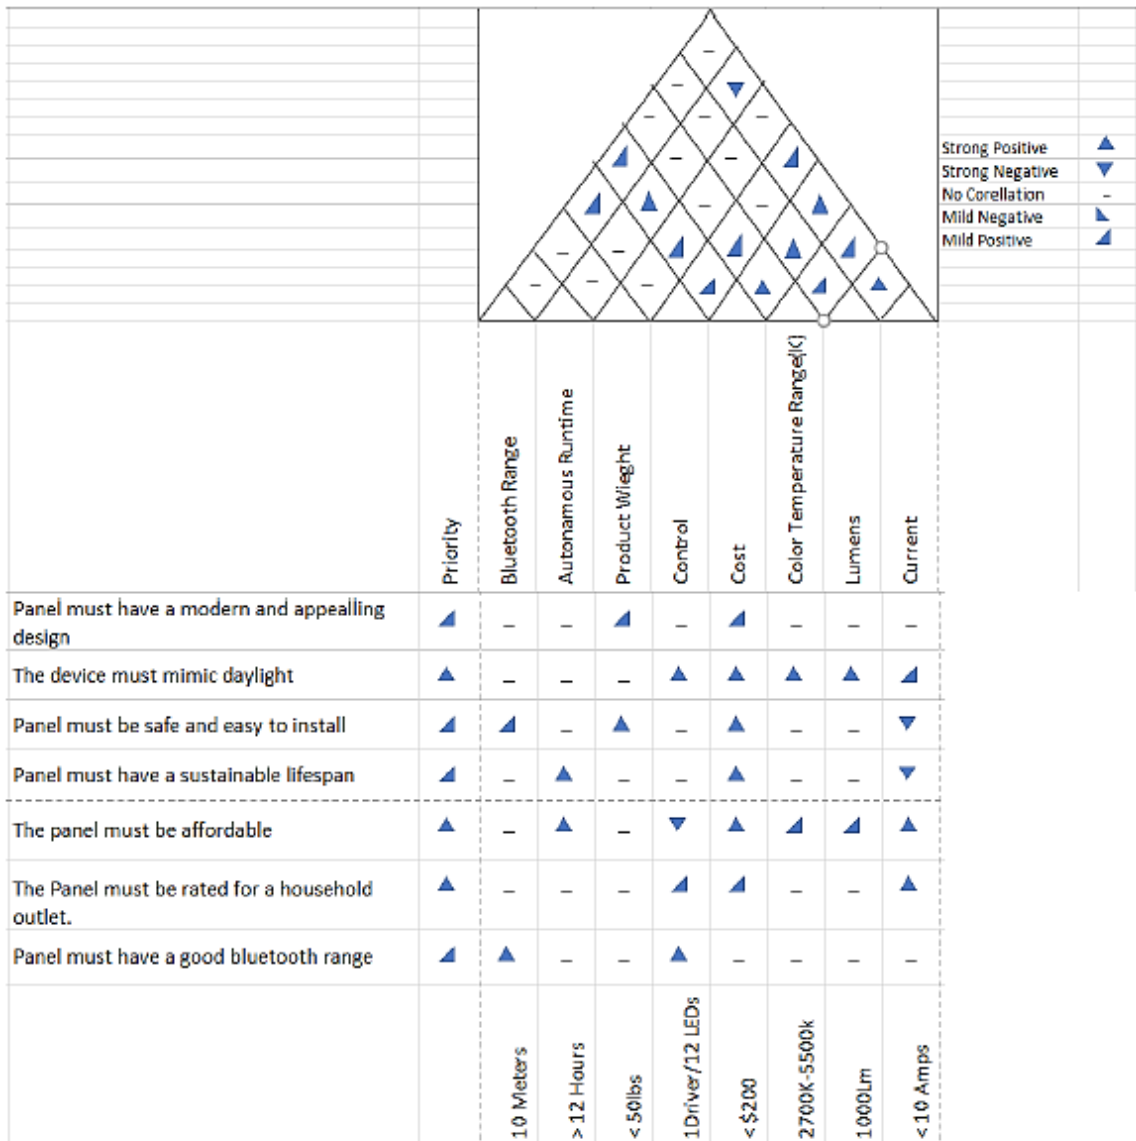 Strong Positive
Strong Negative
No Corellation
Mild Negative
Mild Positive
Priority
Bluetooth Range
Autonamous Runtime
Product Wieght
Control
Cost
Color Temperature Range(K)
Lumens
Current
Panel must have a modern and appealling
design
The device must mimic daylight
Panel must be safe and easy to install
Panel must have a sustainable lifespan
The panel must be affordable
The Panel must be rated for a household
outlet.
Panel must have a good bluetooth range
10 Meters
> 12 Hours
< 50lbs
1Driver/12 LEDs
< $200
2700K-5500k
1000Lm
< 10 Amps